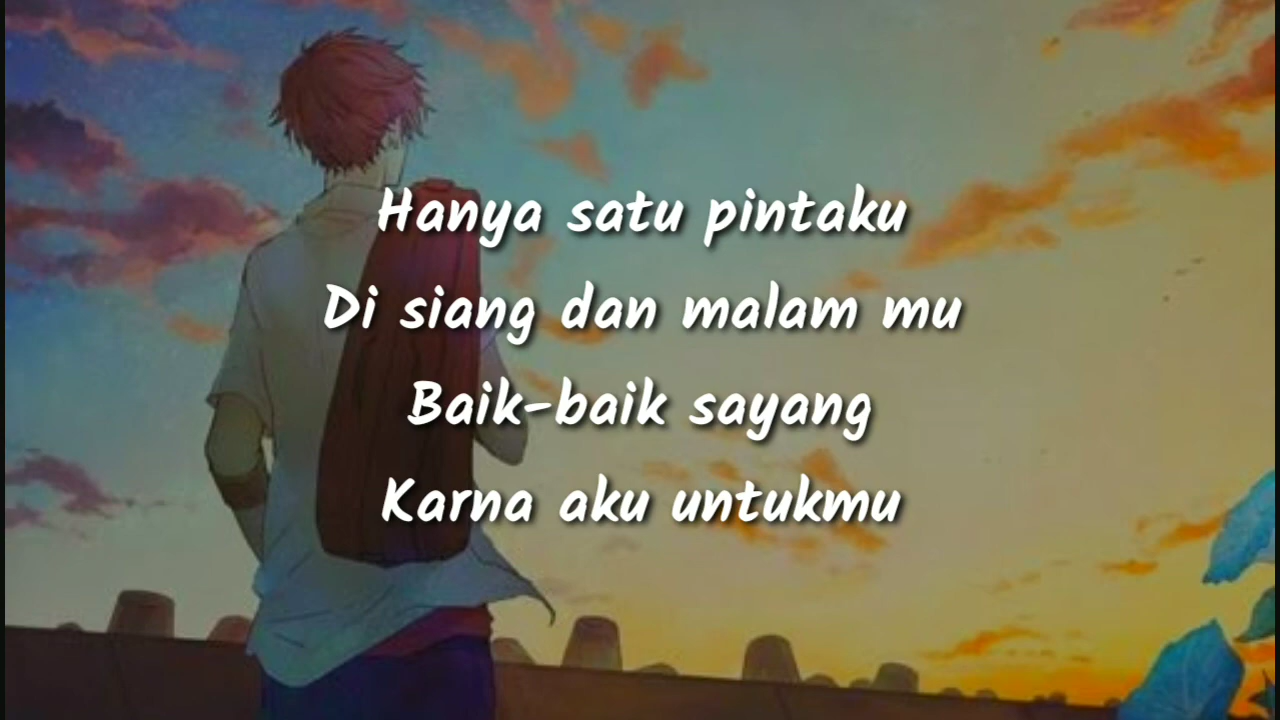 Hanya satu pintaku
Di siang dan malam mu
Baik-baik sayang
Karna aku untukmu